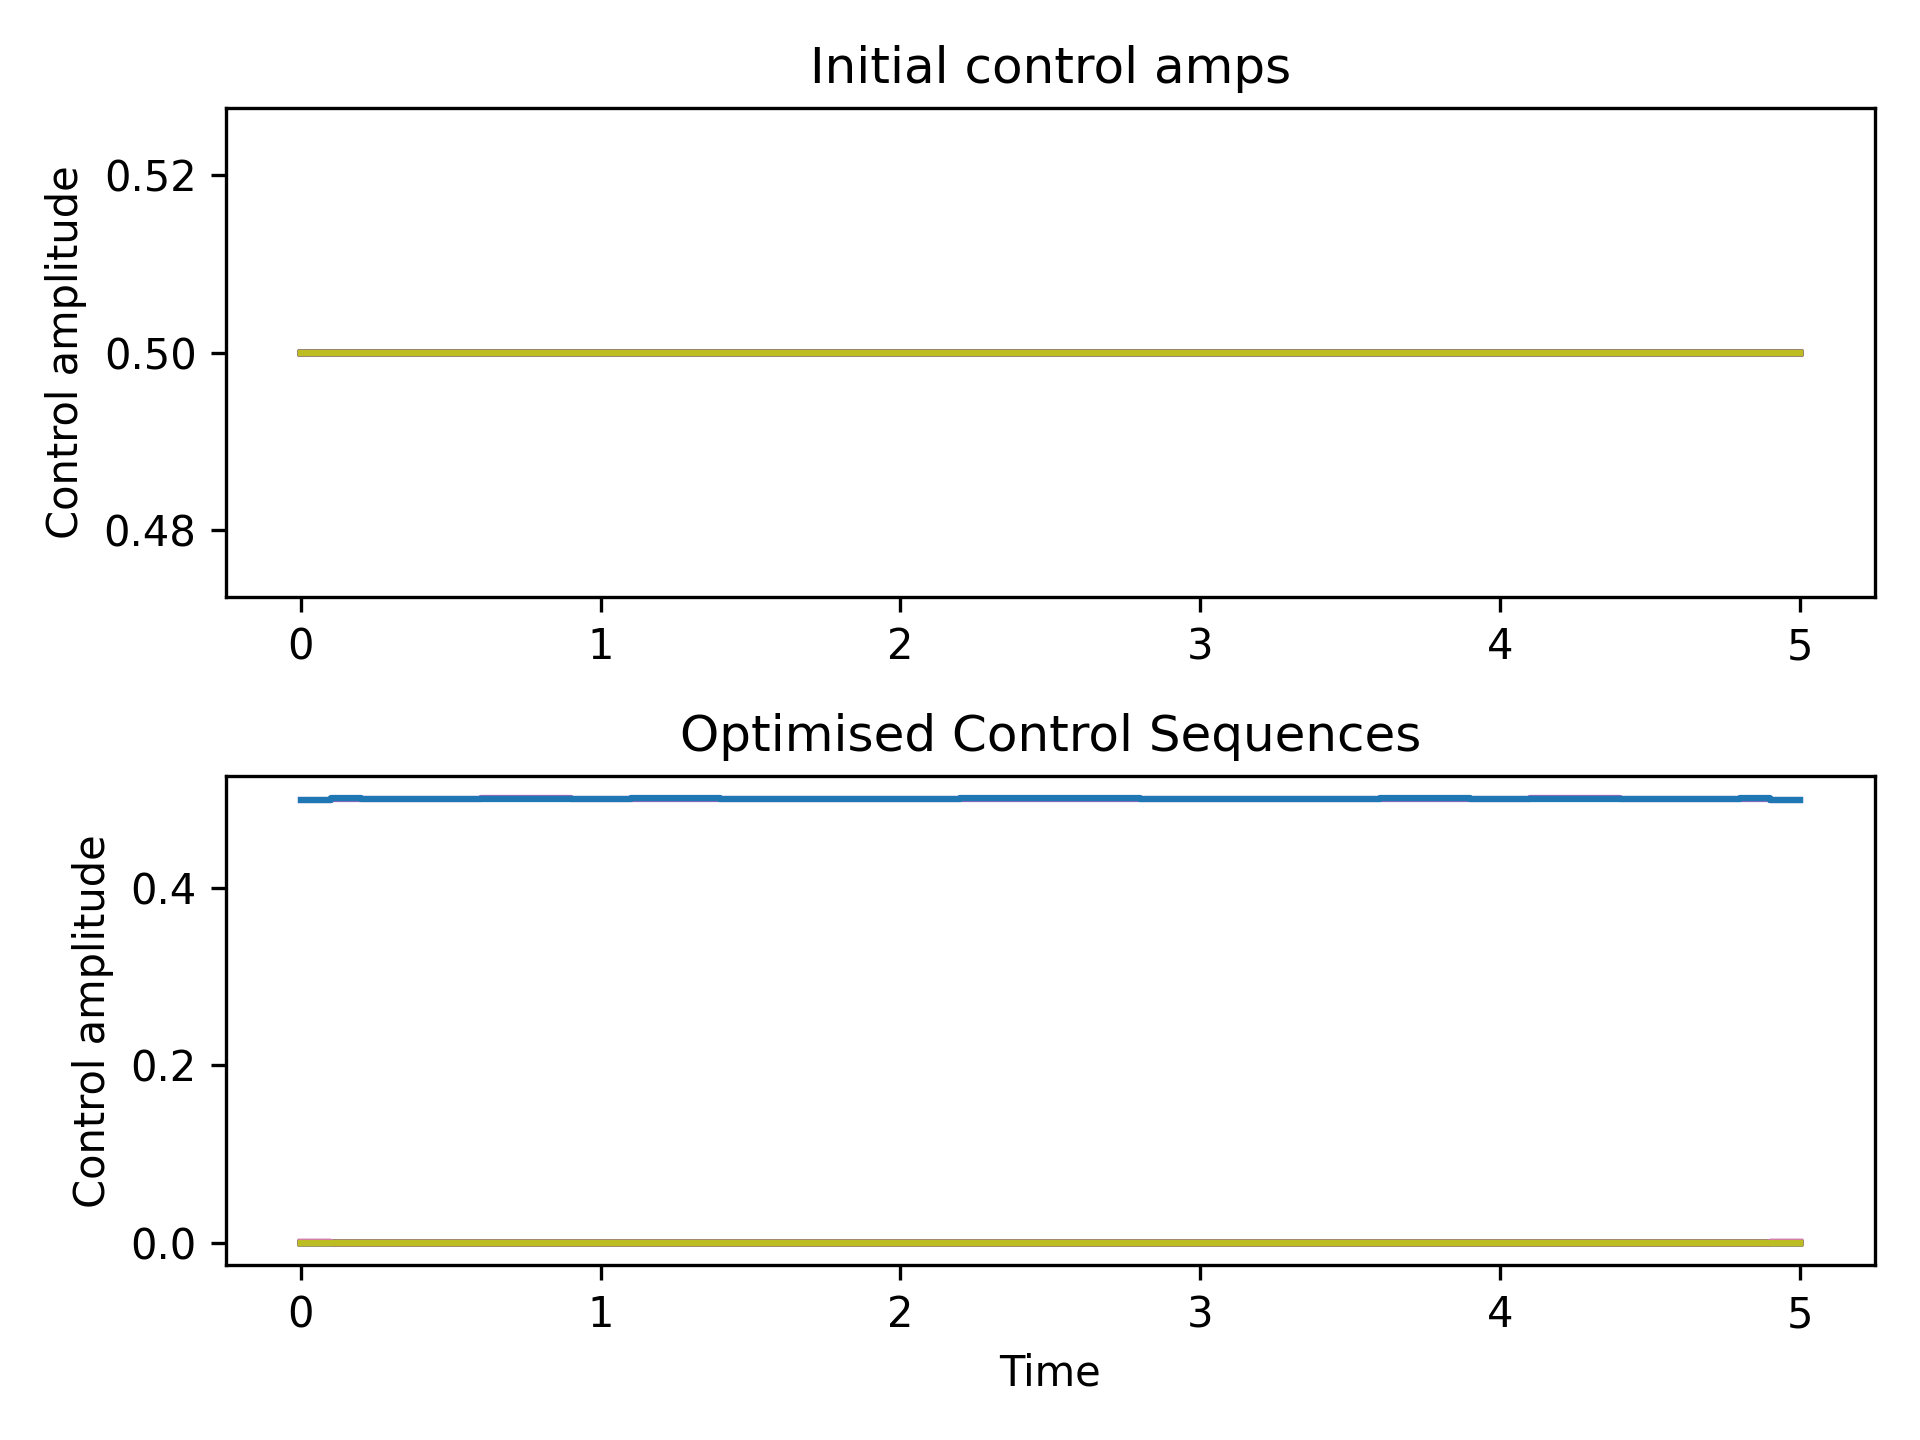 Initial control amps
Control amplitude
0.52
0.50
0.48
0 1 2 3 4 5
Optimised Control Sequences
Control amplitude
0.4
0.2
0.0
0 1 2 3 4 5
Time